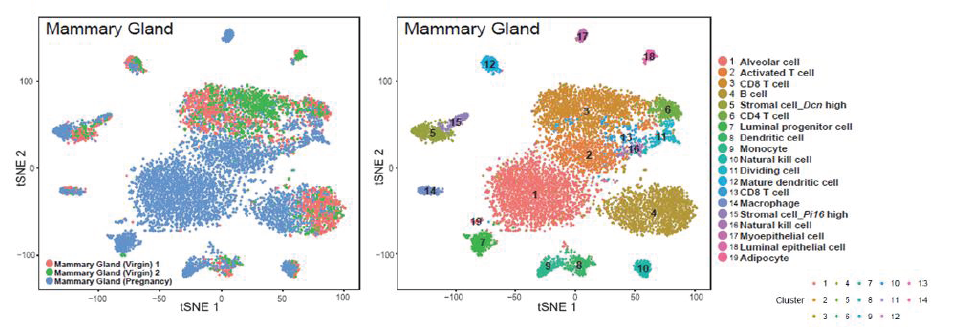 Mammary Gland
100
0
−100
tSNE 2
−100
−50
0
50
100
tSNE 1
Mammary Gland (Virgin) 1
Mammary Gland (Virgin) 2
Mammary Gland (Pregnancy)
Mammary Gland
17
12
18
3
6
15
5
13
11
16
2
14
1
4
19
7
9
8
10
100
0
−100
tSNE 2
−100
−50
0
50
100
tSNE 1
1 Alveolar cell
2 Activated T cell
3 CD8 T cell
4 B cell
5 Stromal cell_Dcn high
6 CD4 T cell
7 Luminal progenitor cell
8 Dendritic cell
9 Monocyte
10 Natural kill cell
11 Dividing cell
12 Mature dendritic cell
13 CD8 T cell
14 Macrophage
15 Stromal cell_Pi16 high
16 Natural kill cell
17 Myoepithelial cell
18 Luminal epithelial cell
19 Adipocyte
1 4 7 10 13
Cluster 2 5 8 11 14
3 6 9 12